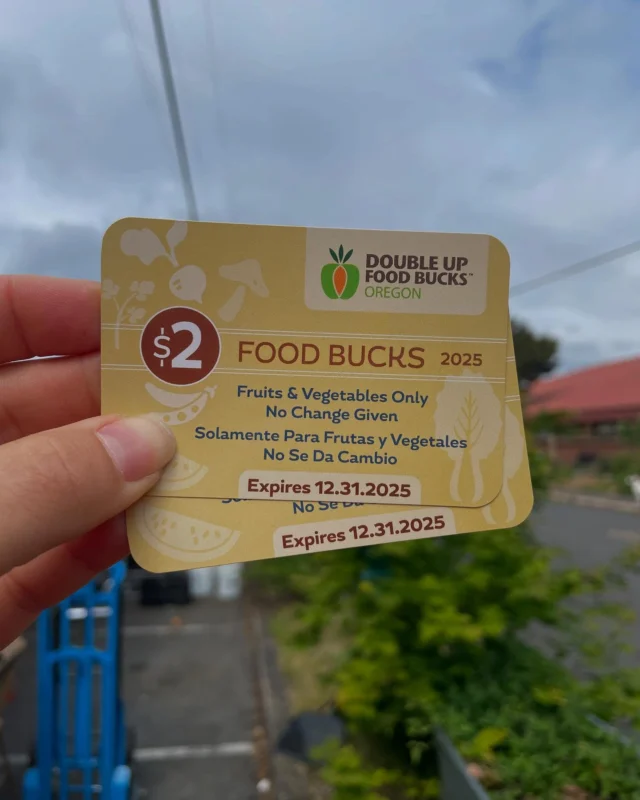 DOUBLE UP
FOOD BUCKS™
OREGON
$2 FOOD BUCKS 2025
Fruits & Vegetables Only
No Change Given
Solamente Para Frutas y Vegetales
No Se Da Cambio
Expires 12.31.2025
No Se
Expires 12.31.2025